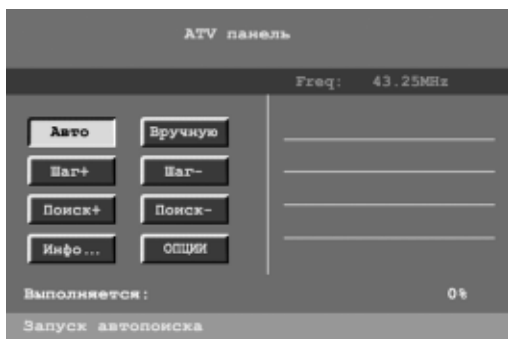 ATV панель
Freq: 43.25MHz
Авто Вручную
Шаг+ Шаг-
Поиск+ Поиск-
Инфо... ОПЦИИ
Выполняется: 0%
Запуск автопоиска